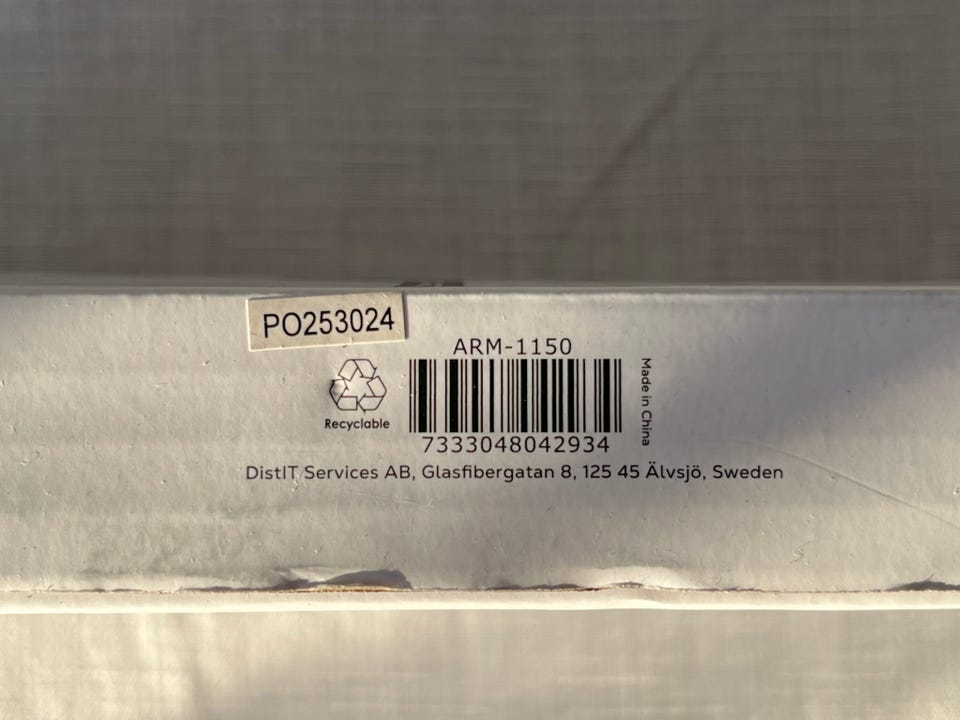 PO253024
ARM-1150
Recyclable
Made in China
7333048042934
DistIT Services AB, Glasfibergatan 8, 125 45 Älvsjö, Sweden